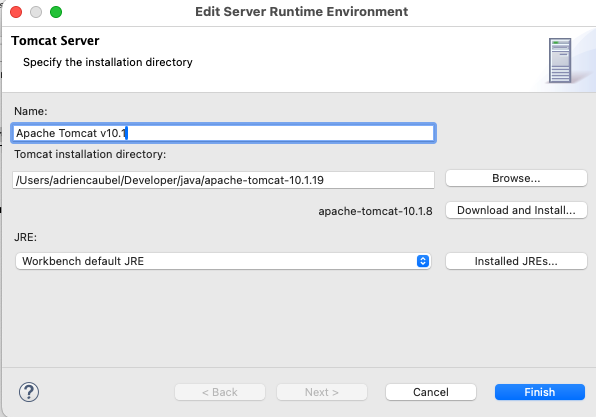 Edit Server Runtime Environment
Tomcat Server
Specify the installation directory
Name:
Apache Tomcat v10.1
Tomcat installation directory:
/Users/adriencaubel/Developer/java/apache-tomcat-10.1.19
Browse...
apache-tomcat-10.1.8
Download and Install...
JRE:
Workbench default JRE
Installed JREs...
?
< Back
Next >
Cancel
Finish